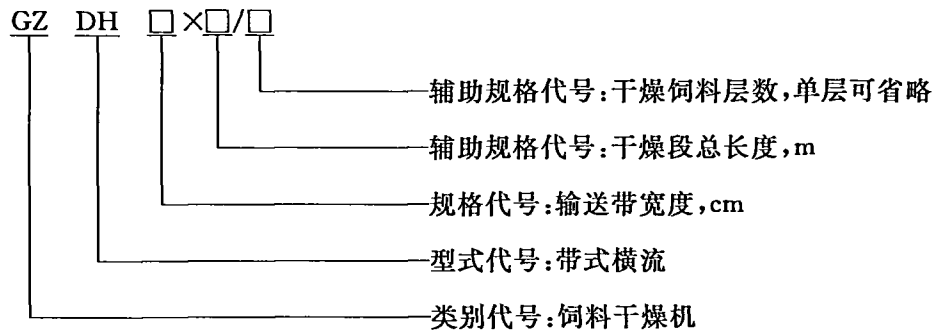 GZ DH □×□/□
辅助规格代号:干燥饲料层数,单层可省略
辅助规格代号:干燥段总长度,m
规格代号:输送带宽度,cm
型式代号:带式横流
类别代号:饲料干燥机